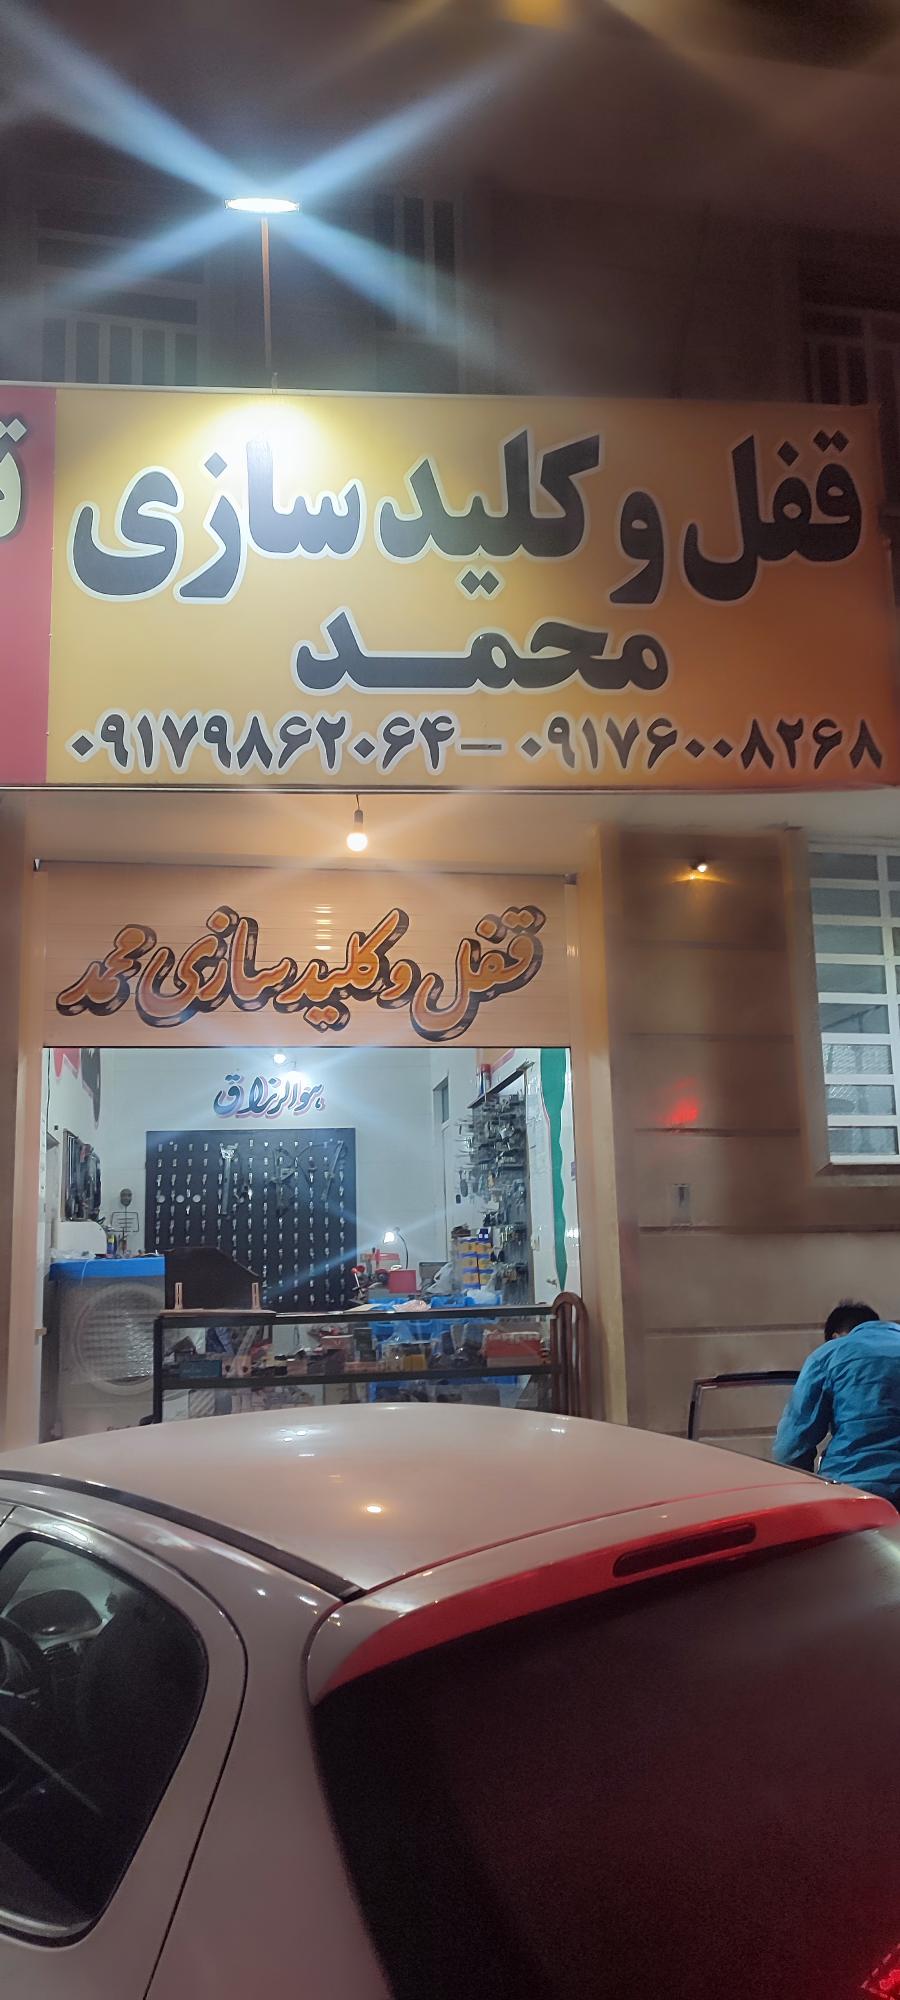 قفل و کلید سازی
محمد
۰۹۱۷۹۸۶۲۰۶۴-۰۹۱۷۶۰۰۸۲۶۸
قفل و کلید سازی محمد
هوالرزاق